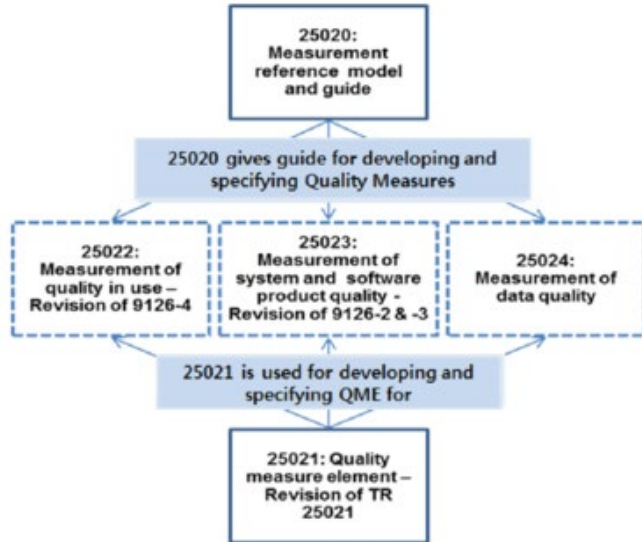 25020:
Measurement
reference model
and guide
25020 gives guide for developing and
specifying Quality Measures
25022:
Measurement of
quality in use –
Revision of 9126-4
25023:
Measurement of
system and software
product quality -
Revision of 9126-2 & -3
25024:
Measurement of
data quality
25021 is used for developing and
specifying QME for
25021: Quality
measure element –
Revision of TR
25021